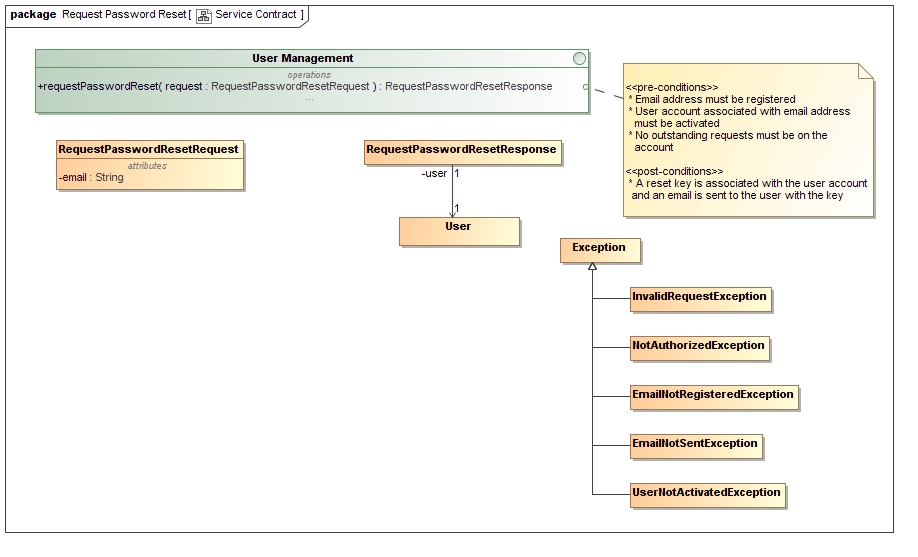 package Request Password Reset [ Service Contract ]
User Management
operations
+requestPasswordReset( request : RequestPasswordResetRequest ) : RequestPasswordResetResponse
...
<<pre-conditions>>
* Email address must be registered
* User account associated with email address
must be activated
* No outstanding requests must be on the
account
<<post-conditions>>
* A reset key is associated with the user account
and an email is sent to the user with the key
RequestPasswordResetRequest
attributes
-email : String
RequestPasswordResetResponse
-user 1
1
User
Exception
InvalidRequestException
NotAuthorizedException
EmailNotRegisteredException
EmailNotSentException
UserNotActivatedException